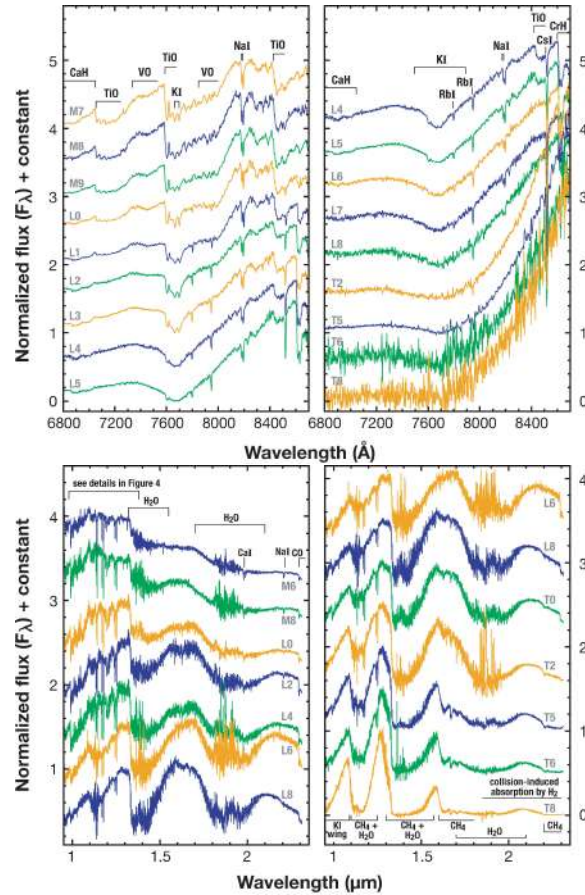 TiO
CrH
CsI
TiO
NaI
TiO
VO
VO
CaH
TiO
KI
NaI
KI
RbI
RbI
CaH
M7
M8
M9
L0
L1
L2
L3
L4
L5
L4
L5
L6
L7
L8
T2
T5
T6
T8
5
4
3
2
1
0
5
4
3
2
1
0
Normalized flux (Fλ) + constant
6800 7200 7600 8000 8400
6800 7200 7600 8000 8400
Wavelength (Å)
Wavelength (Å)
see details in Figure 4
H2O
H2O
CaI
NaI
CO
M6
M8
L0
L2
L4
L6
L8
L6
L8
T0
T2
T5
T6
T8
collision-induced
absorption by H2
KI
wing
CH4 +
H2O
CH4 +
H2O
CH4
H2O
CH4
4
3
2
1
4
3
2
1
0
Normalized flux (Fλ) + constant
1 1.5 2
1 1.5 2
Wavelength (μm)
Wavelength (μm)